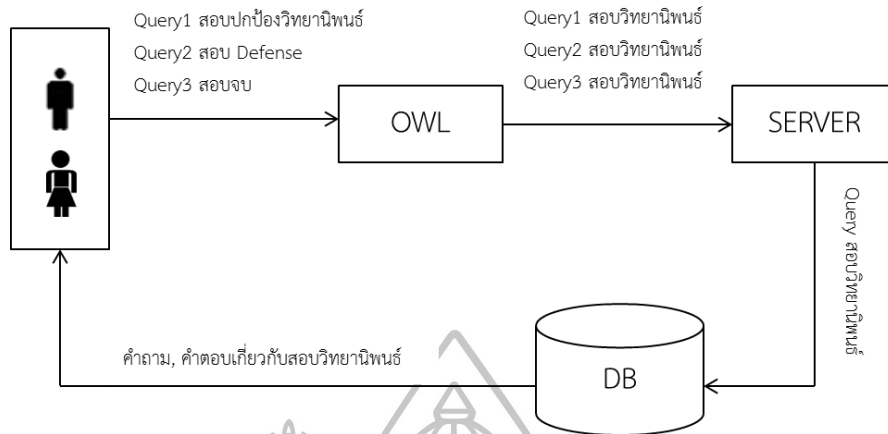 Query1 สอบปกป้องวิทยานิพนธ์
Query2 สอบ Defense
Query3 สอบจบ
OWL
Query1 สอบวิทยานิพนธ์
Query2 สอบวิทยานิพนธ์
Query3 สอบวิทยานิพนธ์
SERVER
Query สอบวิทยานิพนธ์
DB
คำถาม, คำตอบเกี่ยวกับสอบวิทยานิพนธ์